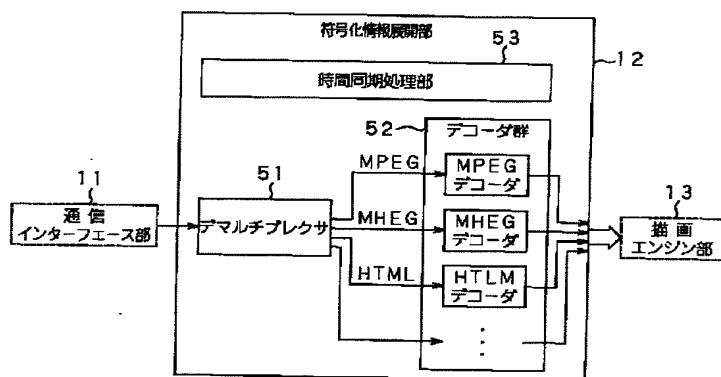 符号化情報展開部
53
12
時間同期処理部
52
デコーダ群
11
51
MPEG
MPEG
デコーダ
13
通信
インターフェース部
デマルチプレクサ
MHEG
MHEG
デコーダ
描画
エンジン部
HTML
HTLM
デコーダ